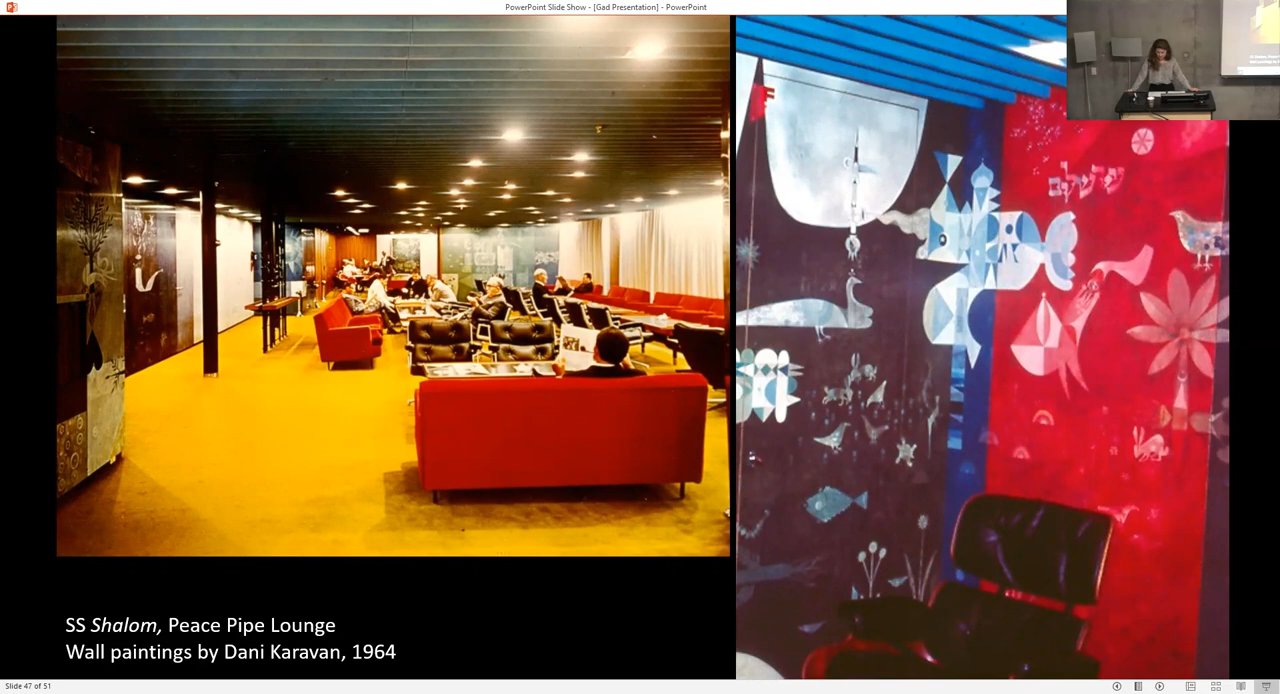 PowerPoint Slide Show - [Gad Presentation] - PowerPoint
שלום
SS Shalom, Peace Pipe Lounge
Wall paintings by Dani Karavan, 1964
Slide 47 of 51